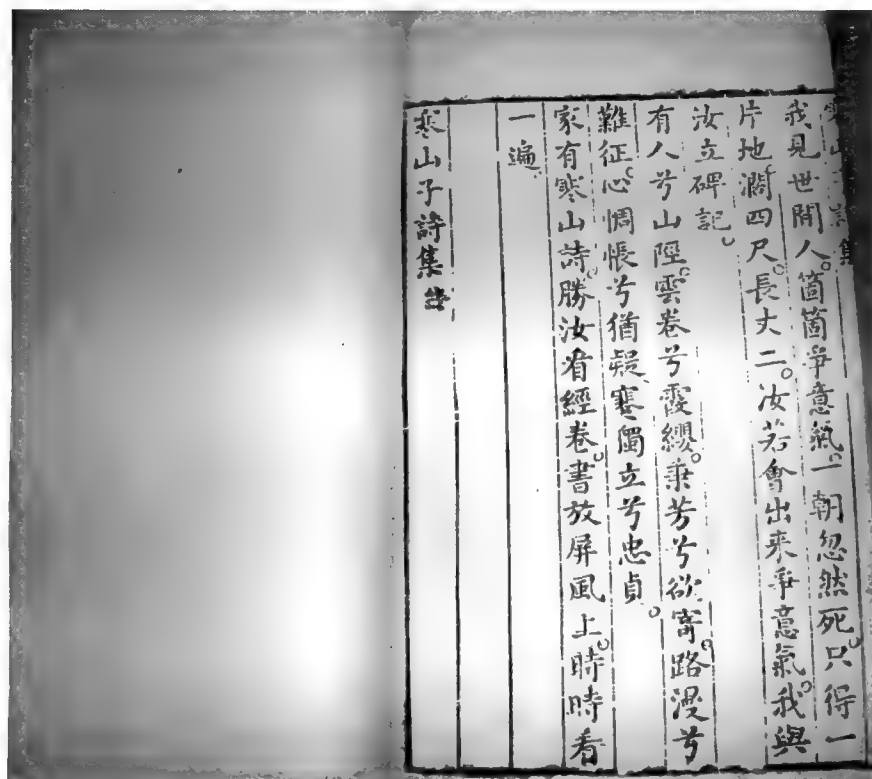 寒山子詩集
我見世間人。箇箇爭意氣。一朝忽然死。只得一
片地濶四尺。長丈二。汝若會出来爭意氣。我與
汝立碑記。
有人兮山陘。雲卷兮霞纓。秉芳兮欲寄。路漫兮
難征。心惆悵兮猶疑。蹇獨立兮忠貞。
家有寒山詩。勝汝看經卷。書放屏風上。時時看
一遍。
寒山子詩集